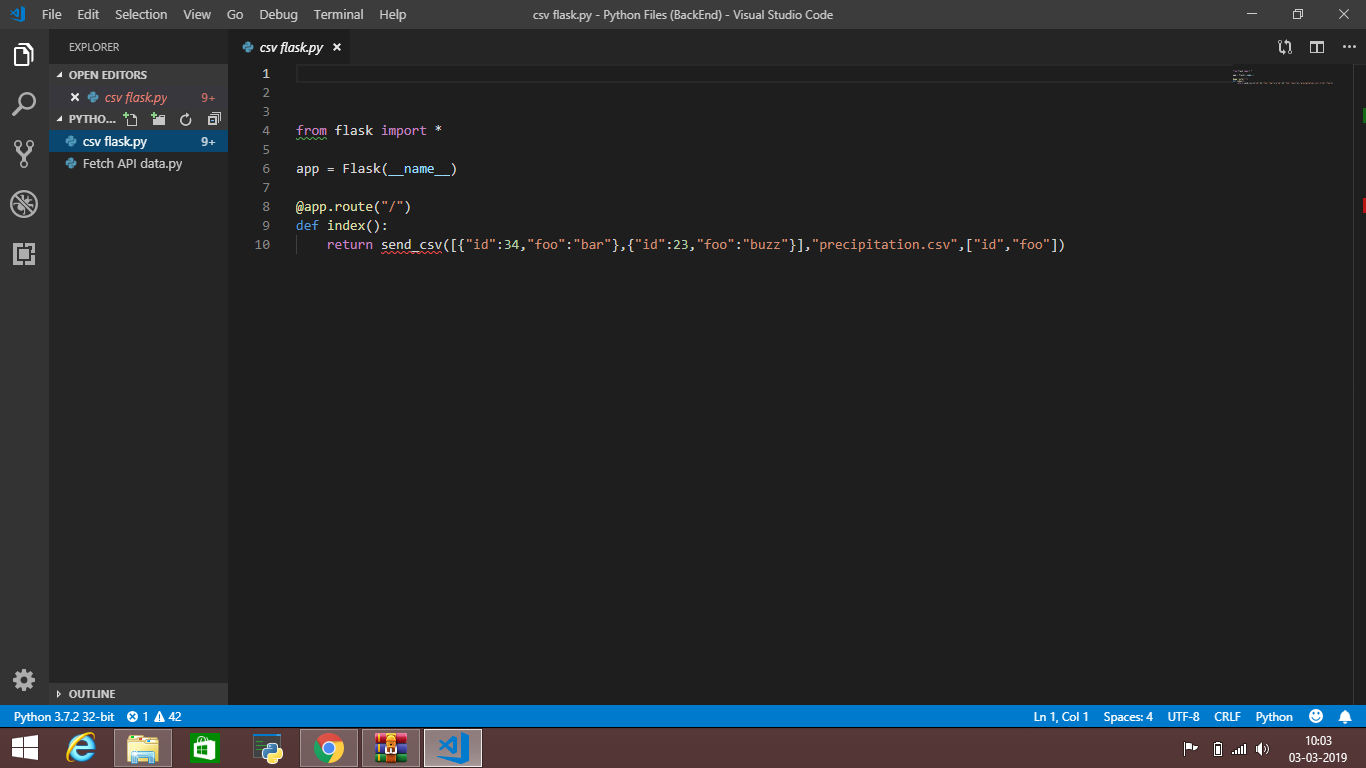 File Edit Selection View Go Debug Terminal Help csv flask.py - Python Files (BackEnd) - Visual Studio Code
EXPLORER
csv flask.py
OPEN EDITORS
csv flask.py 9+
PYTHO...
csv flask.py 9+
Fetch API data.py
OUTLINE
1
2
3
4 from flask import *
5
6 app = Flask(__name__)
7
8 @app.route("/")
9 def index():
10 return send_csv([{"id":34,"foo":"bar"},{"id":23,"foo":"buzz"}],"precipitation.csv",["id","foo"])
Python 3.7.2 32-bit 1 42 Ln 1, Col 1 Spaces: 4 UTF-8 CRLF Python
10:03
03-03-2019